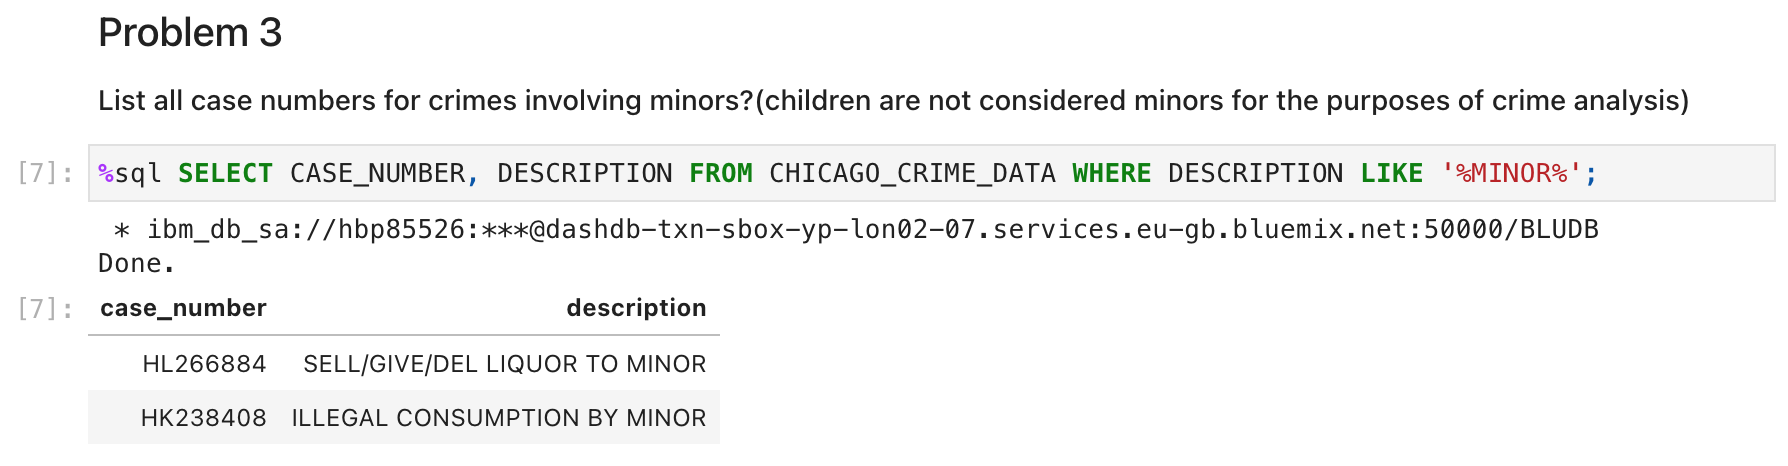 Problem 3
List all case numbers for crimes involving minors?(children are not considered minors for the purposes of crime analysis)
[7]: %sql SELECT CASE_NUMBER, DESCRIPTION FROM CHICAGO_CRIME_DATA WHERE DESCRIPTION LIKE '%MINOR%';
* ibm_db_sa://hbp85526:***@dashdb-txn-sbox-yp-lon02-07.services.eu-gb.bluemix.net:50000/BLUDB
Done.
[7]: case_number description
HL266884 SELL/GIVE/DEL LIQUOR TO MINOR
HK238408 ILLEGAL CONSUMPTION BY MINOR